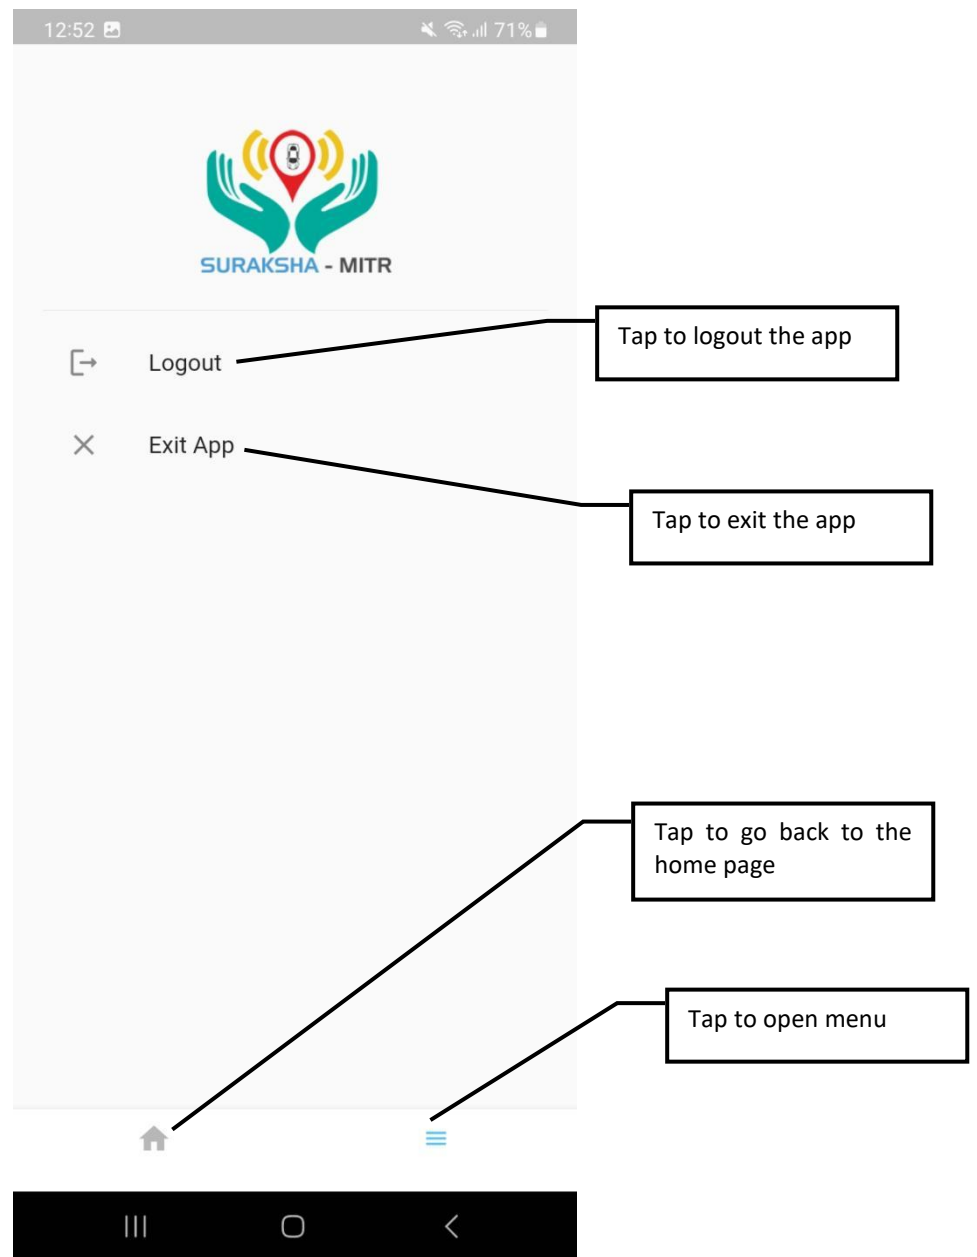 12:52 71%
SURAKSHA - MITR
Tap to logout the app
Logout
Exit App
Tap to exit the app
Tap to go back to the
home page
Tap to open menu